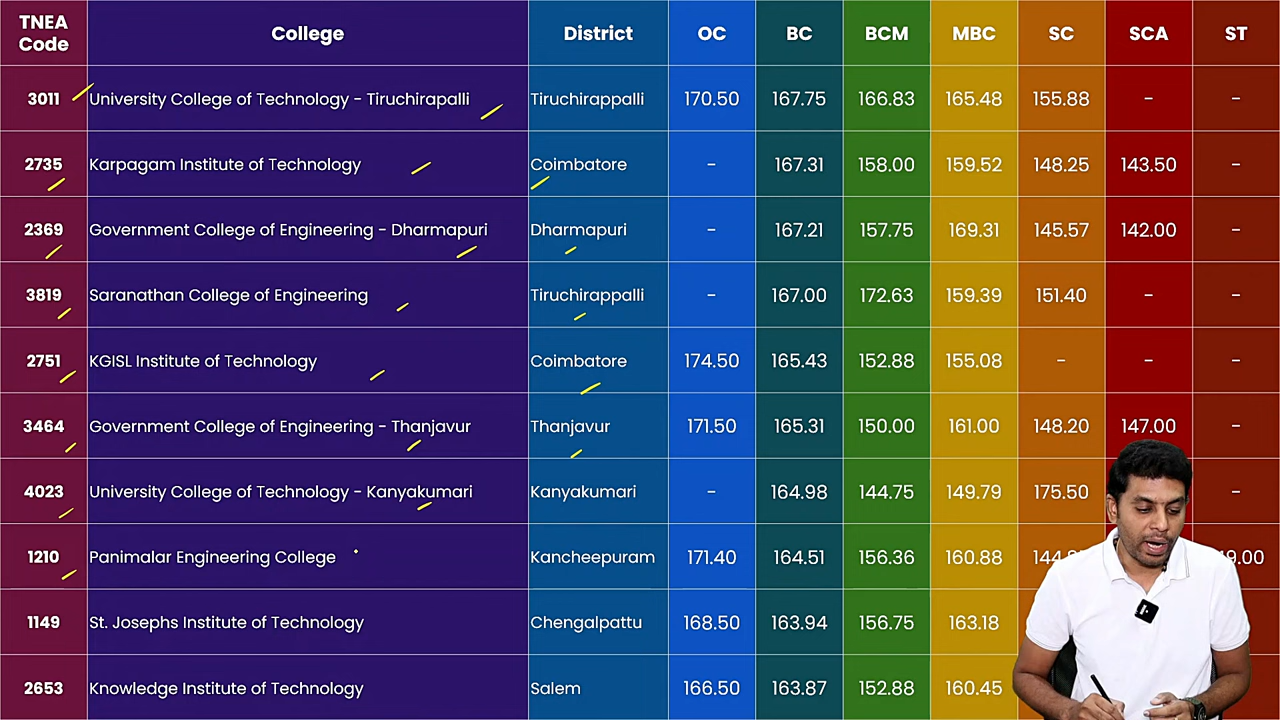 TNEA Code College District OC BC BCM MBC SC SCA ST
3011 University College of Technology - Tiruchirapalli Tiruchirappalli 170.50 167.75 166.83 165.48 155.88 - -
2735 Karpagam Institute of Technology Coimbatore - 167.31 158.00 159.52 148.25 143.50 -
2369 Government College of Engineering - Dharmapuri Dharmapuri - 167.21 157.75 169.31 145.57 142.00 -
3819 Saranathan College of Engineering Tiruchirappalli - 167.00 172.63 159.39 151.40 - -
2751 KGISL Institute of Technology Coimbatore 174.50 165.43 152.88 155.08 - - -
3464 Government College of Engineering - Thanjavur Thanjavur 171.50 165.31 150.00 161.00 148.20 147.00 -
4023 University College of Technology - Kanyakumari Kanyakumari - 164.98 144.75 149.79 175.50 -
1210 Panimalar Engineering College Kancheepuram 171.40 164.51 156.36 160.88
1149 St. Josephs Institute of Technology Chengalpattu 168.50 163.94 156.75 163.18
2653 Knowledge Institute of Technology Salem 166.50 163.87 152.88 160.45